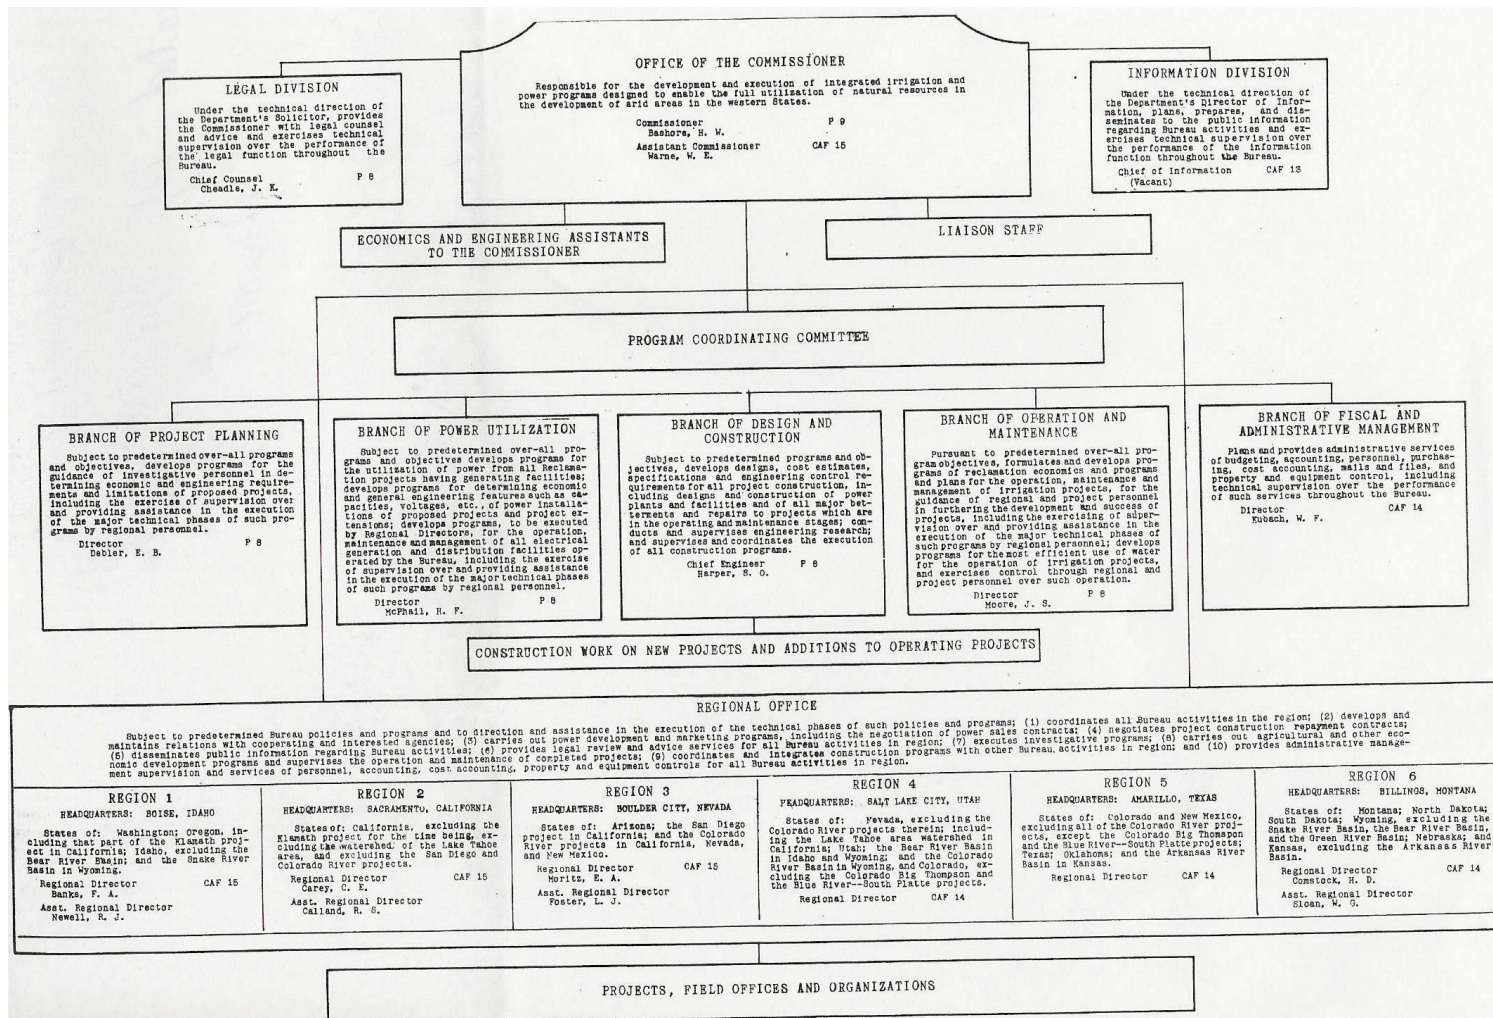 OFFICE OF THE COMMISSIONER
Responsible for the development and execution of integrated irrigation and
power programs designed to enable the full utilization of natural resources in
the development of arid areas in the western States.
Commissioner P 9
Bashore, H. W.
Assistant Commissioner CAF 15
Warne, W. E.
LEGAL DIVISION
Under the technical direction of
the Department's Solicitor, provides
the Commissioner with legal counsel
and advice and exercises technical
supervision over the performance of
the legal function throughout the
Bureau.
Chief Counsel P 8
Cheadle, J. K.
INFORMATION DIVISION
Under the technical direction of
the Department's Director of Infor-
mation, plans, prepares, and dis-
seminates to the public information
regarding Bureau activities and ex-
ercises technical supervision over
the performance of the information
function throughout the Bureau.
Chief of Information CAF 13
(Vacant)
ECONOMICS AND ENGINEERING ASSISTANTS
TO THE COMMISSIONER
LIAISON STAFF
PROGRAM COORDINATING COMMITTEE
BRANCH OF PROJECT PLANNING
Subject to predetermined over-all programs
and objectives, develops programs for the
guidance of investigative personnel in de-
termining economic and engineering require-
ments and limitations of proposed projects,
including the exercise of supervision over
and providing assistance in the execution
of the major technical phases of such pro-
grams by regional personnel.
Director P 8
Debler, E. B.
BRANCH OF POWER UTILIZATION
Subject to predetermined over-all pro-
grams and objectives develops programs for
the utilization of power from all Reclama-
tion projects having generating facilities;
develops programs for determining economic
and general engineering features such as ca-
pacities, voltages, etc., of power installa-
tions of proposed projects and project ex-
tensions; develops programs, to be executed
by Regional Directors, for the operation,
maintenance and management of all electrical
generation and distribution facilities op-
erated by the Bureau, including the exercise
of supervision over and providing assistance
in the execution of the major technical phases
of such programs by regional personnel.
Director P 8
McPhail, H. F.
BRANCH OF DESIGN AND
CONSTRUCTION
Subject to predetermined programs and ob-
jectives, develops designs, cost estimates,
specifications and engineering control re-
quirements for all project construction, in-
cluding designs and construction of power
plants and facilities and of all major bet-
terments and repairs to projects which are
in the operating and maintenance stages; con-
ducts and supervises engineering research;
and supervises and coordinates the execution
of all construction programs.
Chief Engineer P 8
Harper, S. O.
BRANCH OF OPERATION AND
MAINTENANCE
Pursuant to predetermined over-all pro-
gram objectives, formulates and develops pro-
grams of reclamation economics and programs
and plans for the operation, maintenance and
management of irrigation projects, for the
guidance of regional and project personnel
in furthering the development and success of
projects, including the exercising of super-
vision over and providing assistance in the
execution of the major technical phases of
such programs by regional personnel; develops
programs for the most efficient use of water
for the operation of irrigation projects,
and exercises control through regional and
project personnel over such operation.
Director P 8
Moore, J. S.
BRANCH OF FISCAL AND
ADMINISTRATIVE MANAGEMENT
Plans and provides administrative services
of budgeting, accounting, personnel, purchas-
ing, cost accounting, mails and files, and
property and equipment control, including
technical supervision over the performance
of such services throughout the Bureau.
Director CAF 14
Kubach, W. F.
CONSTRUCTION WORK ON NEW PROJECTS AND ADDITIONS TO OPERATING PROJECTS
REGIONAL OFFICE
Subject to predetermined Bureau policies and programs and to direction and assistance in the execution of the technical phases of such policies and programs; (1) coordinates all Bureau activities in the region; (2) develops and
maintains relations with cooperating and interested agencies; (3) carries out power development and marketing programs, including the negotiation of power sales contracts; (4) negotiates project construction repayment contracts;
(5) disseminates public information regarding Bureau activities; (6) provides legal review and advice services for all Bureau activities in region; (7) executes investigative programs; (8) carries out agricultural and other eco-
nomic development programs and supervises the operation and maintenance of completed projects; (9) coordinates and integrates construction programs with other Bureau activities in region; and (10) provides administrative manage-
ment supervision and services of personnel, accounting, cost accounting, property and equipment controls for all Bureau activities in region.
REGION 1
HEADQUARTERS: BOISE, IDAHO
States of: Washington; Oregon, in-
cluding that part of the Klamath proj-
ect in California; Idaho, excluding the
Bear River Basin; and the Snake River
Basin in Wyoming.
Regional Director CAF 15
Banks, F. A.
Asst. Regional Director
Newell, R. J.
REGION 2
HEADQUARTERS: SACRAMENTO, CALIFORNIA
States of: California, excluding the
Klamath project for the time being, ex-
cluding the watershed of the Lake Tahoe
area, and excluding the San Diego and
Colorado River projects.
Regional Director CAF 15
Carey, C. E.
Asst. Regional Director
Calland, R. S.
REGION 3
HEADQUARTERS: BOULDER CITY, NEVADA
States of: Arizona; the San Diego
project in California; and the Colorado
River projects in California, Nevada,
and New Mexico.
Regional Director CAF 15
Moritz, E. A.
Asst. Regional Director
Foster, L. J.
REGION 4
HEADQUARTERS: SALT LAKE CITY, UTAH
States of: Nevada, excluding the
Colorado River projects therein; includ-
ing the Lake Tahoe area watershed in
California; Utah; the Bear River Basin
in Idaho and Wyoming; and the Colorado
River Basin in Wyoming, and Colorado, ex-
cluding the Colorado Big Thompson and
the Blue River--South Platte projects.
Regional Director CAF 14
REGION 5
HEADQUARTERS: AMARILLO, TEXAS
States of: Colorado and New Mexico,
excluding all of the Colorado River proj-
ects, except the Colorado Big Thompson
and the Blue River--South Platte projects;
Texas; Oklahoma; and the Arkansas River
Basin in Kansas.
Regional Director CAF 14
REGION 6
HEADQUARTERS: BILLINGS, MONTANA
States of: Montana; North Dakota;
South Dakota; Wyoming, excluding the
Snake River Basin, the Bear River Basin,
and the Green River Basin; Nebraska; and
Kansas, excluding the Arkansas River
Basin.
Regional Director CAF 14
Comstock, H. D.
Asst. Regional Director
Sloan, W. G.
PROJECTS, FIELD OFFICES AND ORGANIZATIONS